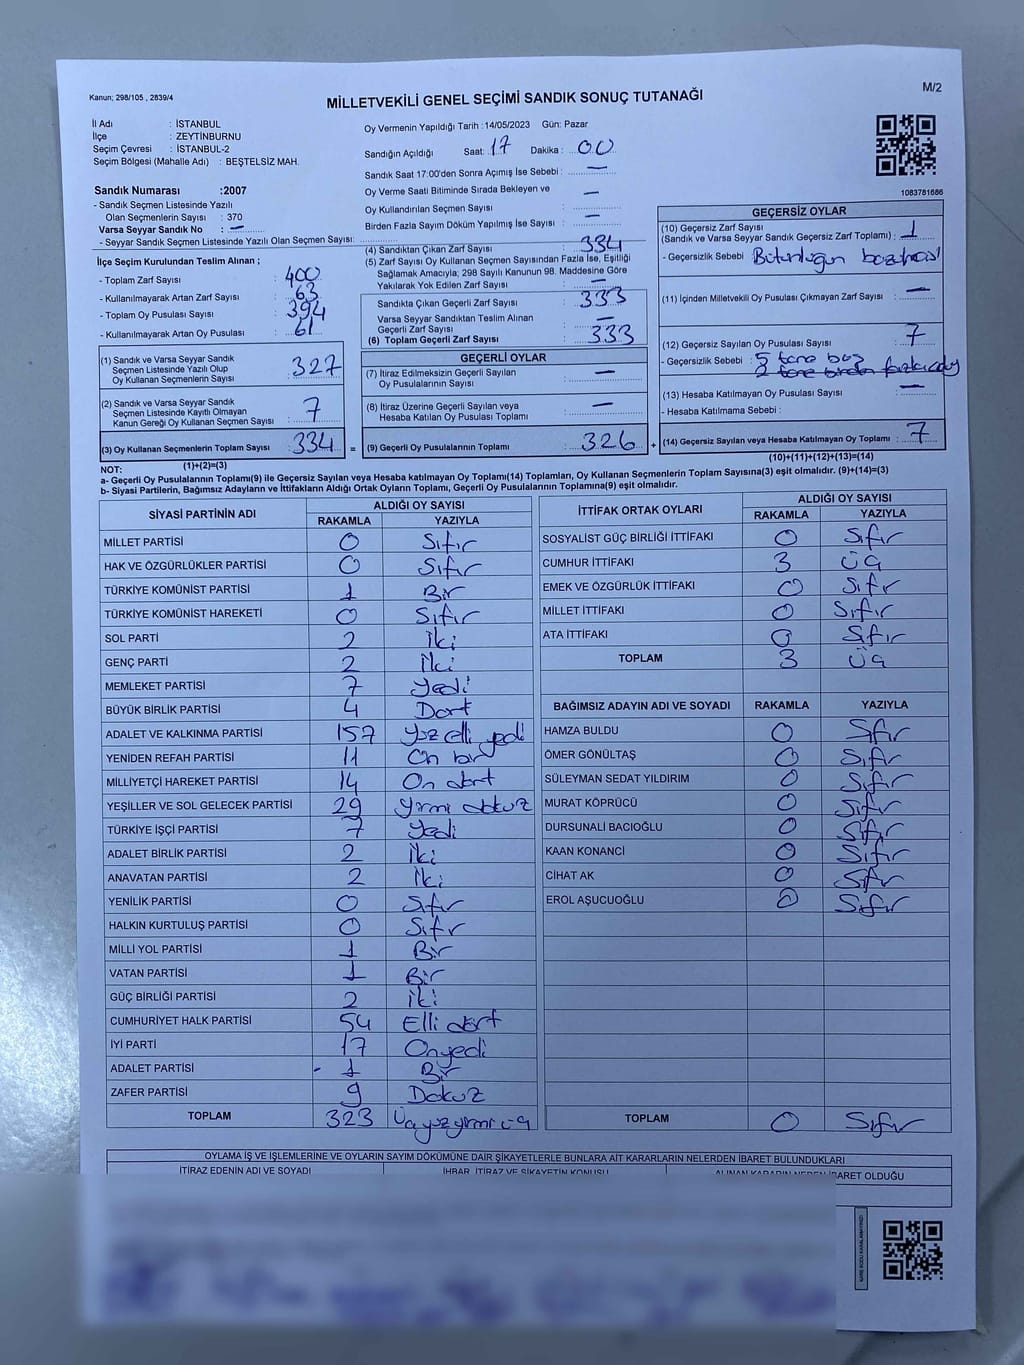 Kanun; 298/105 , 2839/4
MİLLETVEKİLİ GENEL SEÇİMİ SANDIK SONUÇ TUTANAĞI
M/2
İl Adı : İSTANBUL
İlçe : ZEYTİNBURNU
Seçim Çevresi : İSTANBUL-2
Seçim Bölgesi (Mahalle Adı) : BEŞTELSİZ MAH.
Sandık Numarası :2007
- Sandık Seçmen Listesinde Yazılı
Olan Seçmenlerin Sayısı : 370
Varsa Seyyar Sandık No : —
- Seyyar Sandık Seçmen Listesinde Yazılı Olan Seçmen Sayısı:
Oy Vermenin Yapıldığı Tarih :14/05/2023 Gün: Pazar
Sandığın Açıldığı Saat: 17 Dakika : 00
Sandık Saat 17:00'den Sonra Açımış İse Sebebi : —
Oy Verme Saati Bitiminde Sırada Bekleyen ve
Oy Kullandırılan Seçmen Sayısı —
Birden Fazla Sayım Döküm Yapılmış İse Sayısı —
1083781686
İlçe Seçim Kurulundan Teslim Alınan ;
- Toplam Zarf Sayısı : 400
- Kullanılmayarak Artan Zarf Sayısı : 63
- Toplam Oy Pusulası Sayısı : 394
- Kullanılmayarak Artan Oy Pusulası : 61
(1) Sandık ve Varsa Seyyar Sandık
Seçmen Listesinde Yazılı Olup
Oy Kullanan Seçmenlerin Sayısı : 327
(2) Sandık ve Varsa Seyyar Sandık
Seçmen Listesinde Kayıtlı Olmayan
Kanun Gereği Oy Kullanan Seçmen Sayısı : 7
(3) Oy Kullanan Seçmenlerin Toplam Sayısı : 334 =
(1)+(2)=(3)
(4) Sandıktan Çıkan Zarf Sayısı : 334
(5) Zarf Sayısı Oy Kullanan Seçmen Sayısından Fazla İse, Eşitliği
Sağlamak Amacıyla; 298 Sayılı Kanunun 98. Maddesine Göre
Yakılarak Yok Edilen Zarf Sayısı : —
Sandıkta Çıkan Geçerli Zarf Sayısı : 333
Varsa Seyyar Sandıktan Teslim Alınan
Geçerli Zarf Sayısı : —
(6) Toplam Geçerli Zarf Sayısı : 333
GEÇERLİ OYLAR
(7) İtiraz Edilmeksizin Geçerli Sayılan
Oy Pusulalarının Sayısı : —
(8) İtiraz Üzerine Geçerli Sayılan veya
Hesaba Katılan Oy Pusulası Toplamı : —
(9) Geçerli Oy Pusulalarının Toplamı : 326 +
GEÇERSİZ OYLAR
(10) Geçersiz Zarf Sayısı
(Sandık ve Varsa Seyyar Sandık Geçersiz Zarf Toplamı) : 1
- Geçersizlik Sebebi : Bütünlüğün bozulması
(11) İçinden Milletvekili Oy Pusulası Çıkmayan Zarf Sayısı : —
(12) Geçersiz Sayılan Oy Pusulası Sayısı : 7
- Geçersizlik Sebebi : 5 tane boş
2 tane birden fazla
(13) Hesaba Katılmayan Oy Pusulası Sayısı : —
- Hesaba Katılmama Sebebi :
(14) Geçersiz Sayılan veya Hesaba Katılmayan Oy Toplamı : 7
(10)+(11)+(12)+(13)=(14)
NOT:
a- Geçerli Oy Pusulalarının Toplamı(9) ile Geçersiz Sayılan veya Hesaba katılmayan Oy Toplamı(14) Toplamları, Oy Kullanan Seçmenlerin Toplam Sayısına(3) eşit olmalıdır. (9)+(14)=(3)
b- Siyasi Partilerin, Bağımsız Adayların ve İttifakların Aldığı Ortak Oyların Toplamı, Geçerli Oy Pusulalarının Toplamına(9) eşit olmalıdır.
SİYASİ PARTİNİN ADI ALDIĞI OY SAYISI
RAKAMLA YAZIYLA
MİLLET PARTİSİ 0 Sıfır
HAK VE ÖZGÜRLÜKLER PARTİSİ 0 Sıfır
TÜRKİYE KOMÜNİST PARTİSİ 1 Bir
TÜRKİYE KOMÜNİST HAREKETİ 0 Sıfır
SOL PARTİ 2 İki
GENÇ PARTİ 2 İki
MEMLEKET PARTİSİ 7 Yedi
BÜYÜK BİRLİK PARTİSİ 4 Dört
ADALET VE KALKINMA PARTİSİ 157 Yüz elli yedi
YENİDEN REFAH PARTİSİ 11 On bir
MİLLİYETÇİ HAREKET PARTİSİ 14 On dört
YEŞİLLER VE SOL GELECEK PARTİSİ 29 Yirmi dokuz
TÜRKİYE İŞÇİ PARTİSİ 7 Yedi
ADALET BİRLİK PARTİSİ 2 İki
ANAVATAN PARTİSİ 2 İki
YENİLİK PARTİSİ 0 Sıfır
HALKIN KURTULUŞ PARTİSİ 0 Sıfır
MİLLİ YOL PARTİSİ 1 Bir
VATAN PARTİSİ 1 Bir
GÜÇ BİRLİĞİ PARTİSİ 2 İki
CUMHURİYET HALK PARTİSİ 54 Elli dört
İYİ PARTİ 17 Onyedi
ADALET PARTİSİ - 1 Bir
ZAFER PARTİSİ 9 Dokuz
TOPLAM 323 Üçyüzyirmi üç
İTTİFAK ORTAK OYLARI ALDIĞI OY SAYISI
RAKAMLA YAZIYLA
SOSYALİST GÜÇ BİRLİĞİ İTTİFAKI 0 Sıfır
CUMHUR İTTİFAKI 3 Üç
EMEK VE ÖZGÜRLÜK İTTİFAKI 0 Sıfır
MİLLET İTTİFAKI 0 Sıfır
ATA İTTİFAKI 0 Sıfır
TOPLAM 3 Üç
BAĞIMSIZ ADAYIN ADI VE SOYADI RAKAMLA YAZIYLA
HAMZA BULDU 0 Sıfır
ÖMER GÖNÜLTAŞ 0 Sıfır
SÜLEYMAN SEDAT YILDIRIM 0 Sıfır
MURAT KÖPRÜCÜ 0 Sıfır
DURSUNALİ BACIOĞLU 0 Sıfır
KAAN KONANCİ 0 Sıfır
CİHAT AK 0 Sıfır
EROL AŞUCUOĞLU 0 Sıfır
TOPLAM 0 Sıfır
OYLAMA İŞ VE İŞLEMLERİNE VE OYLARIN SAYIM DÖKÜMÜNE DAİR ŞİKAYETLERLE BUNLARA AİT KARARLARIN NELERDEN İBARET BULUNDUKLARI
İTİRAZ EDENİN ADI VE SOYADI İHBAR, İTİRAZ VE ŞİKAYETİN KONUSU ALINAN KARARIN NEDEN İBARET OLDUĞU